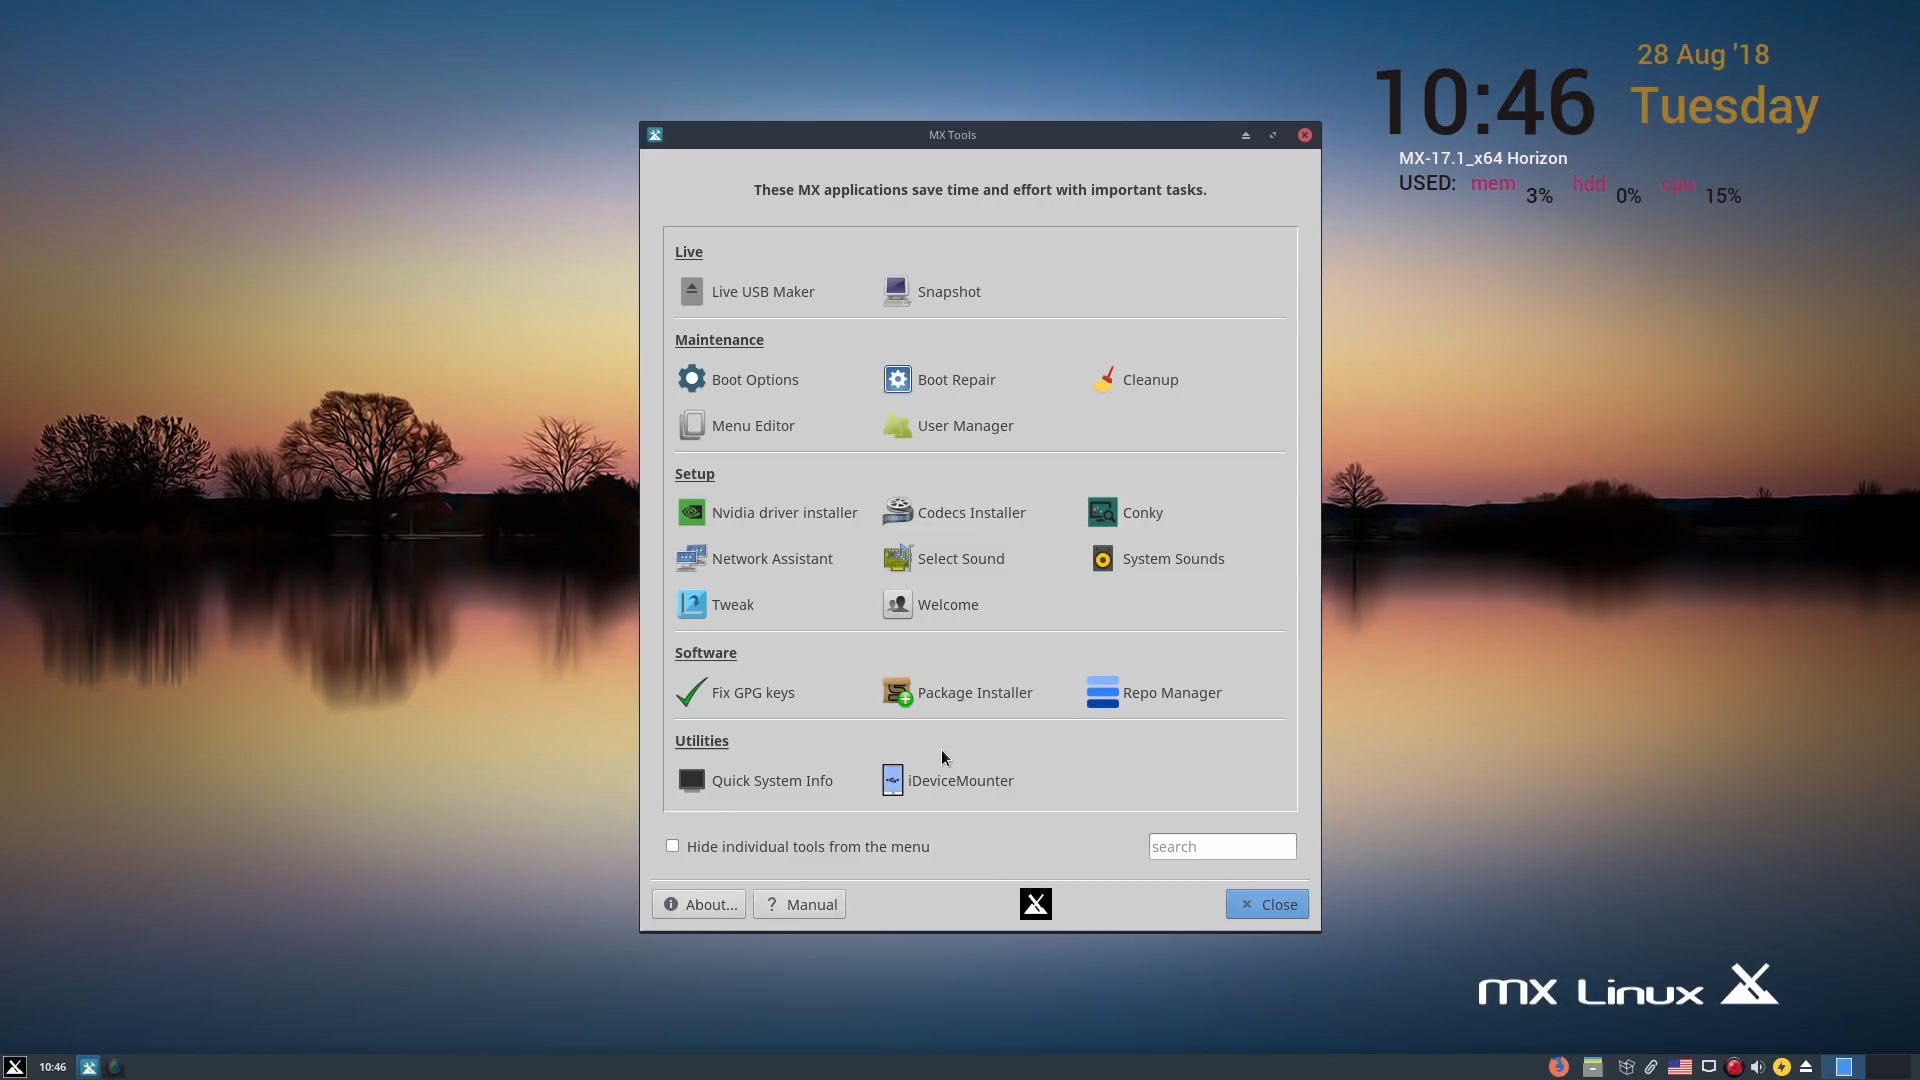 28 Aug '18
10:46
Tuesday
MX-17.1_x64 Horizon
USED: mem 3% hdd 0% cpu 15%
MX Tools
These MX applications save time and effort with important tasks.
Live
Live USB Maker Snapshot
Maintenance
Boot Options Boot Repair Cleanup
Menu Editor User Manager
Setup
Nvidia driver installer Codecs Installer Conky
Network Assistant Select Sound System Sounds
Tweak Welcome
Software
Fix GPG keys Package Installer Repo Manager
Utilities
Quick System Info iDeviceMounter
Hide individual tools from the menu search
About... ? Manual Close
mx Linux
10:46